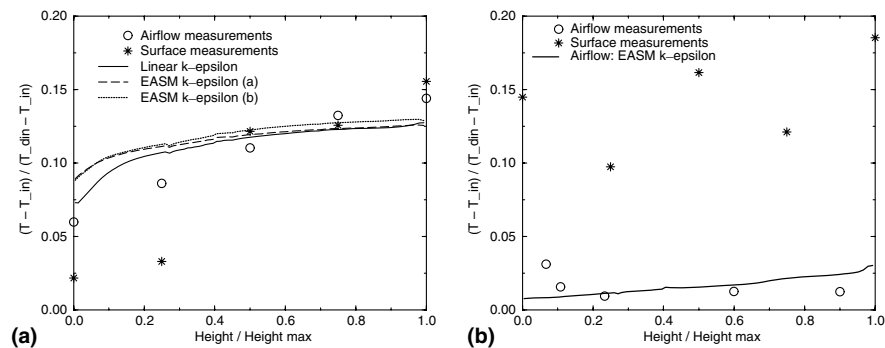 Airflow measurements
Surface measurements
Linear k–epsilon
EASM k–epsilon (a)
EASM k–epsilon (b)
(T – T_in) / (T_din – T_in)
0.20
0.15
0.10
0.05
0.00
0.0 0.2 0.4 0.6 0.8 1.0
Height / Height max
(a)
Airflow measurements
Surface measurements
Airflow: EASM k–epsilon
(T – T_in) / (T_din – T_in)
0.20
0.15
0.10
0.05
0.00
0.0 0.2 0.4 0.6 0.8 1.0
Height / Height max
(b)